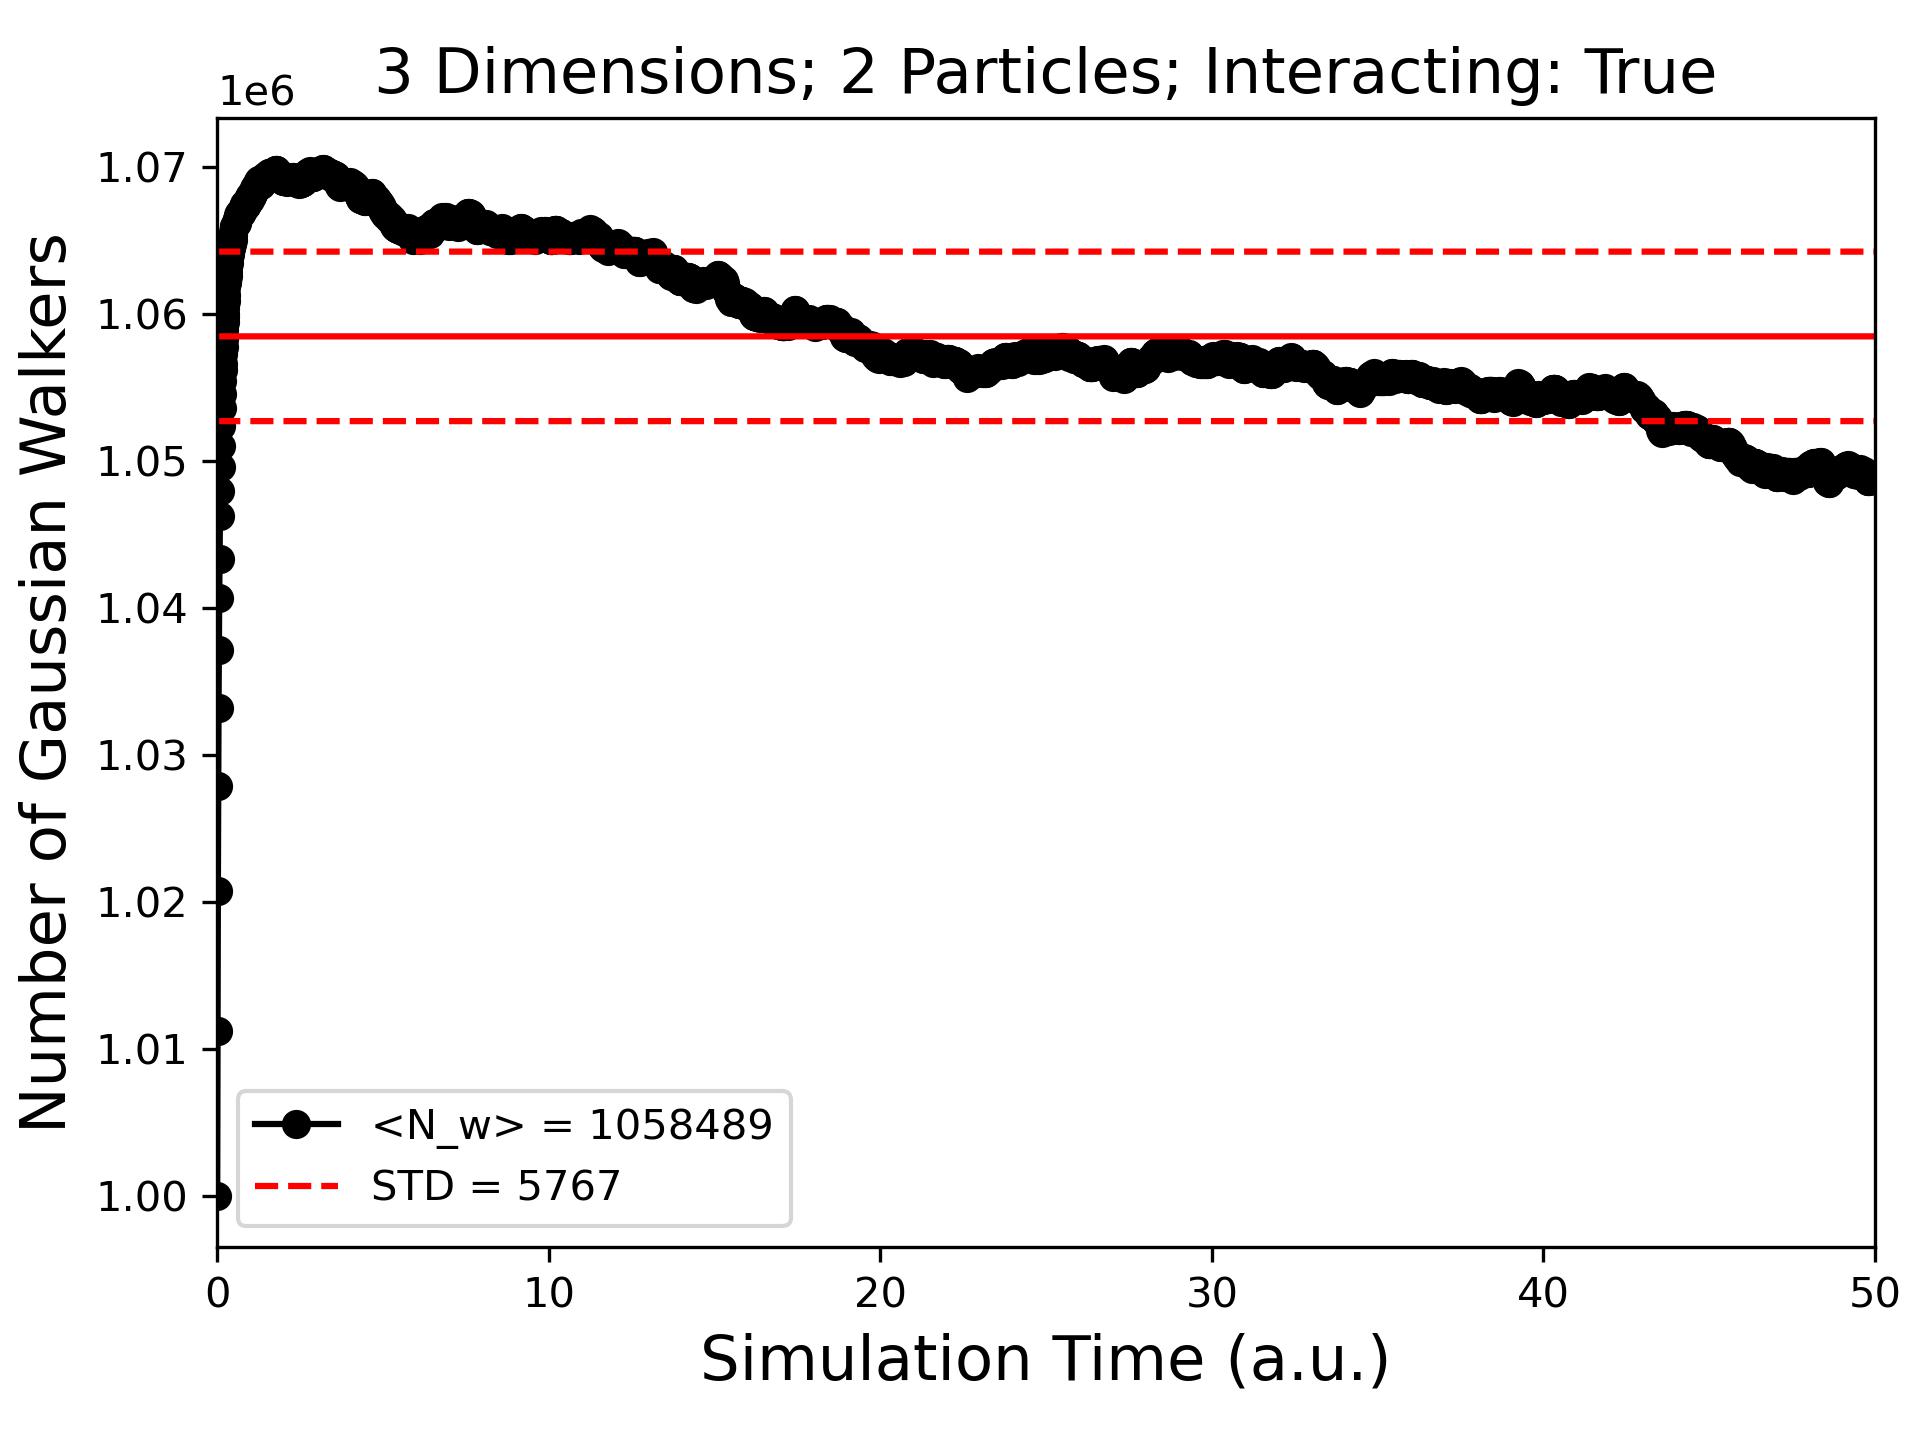 3 Dimensions; 2 Particles; Interacting: True
1e6
1.07
1.06
1.05
1.04
1.03
1.02
1.01
1.00
Number of Gaussian Walkers
<N_w> = 1058489
STD = 5767
0 10 20 30 40 50
Simulation Time (a.u.)